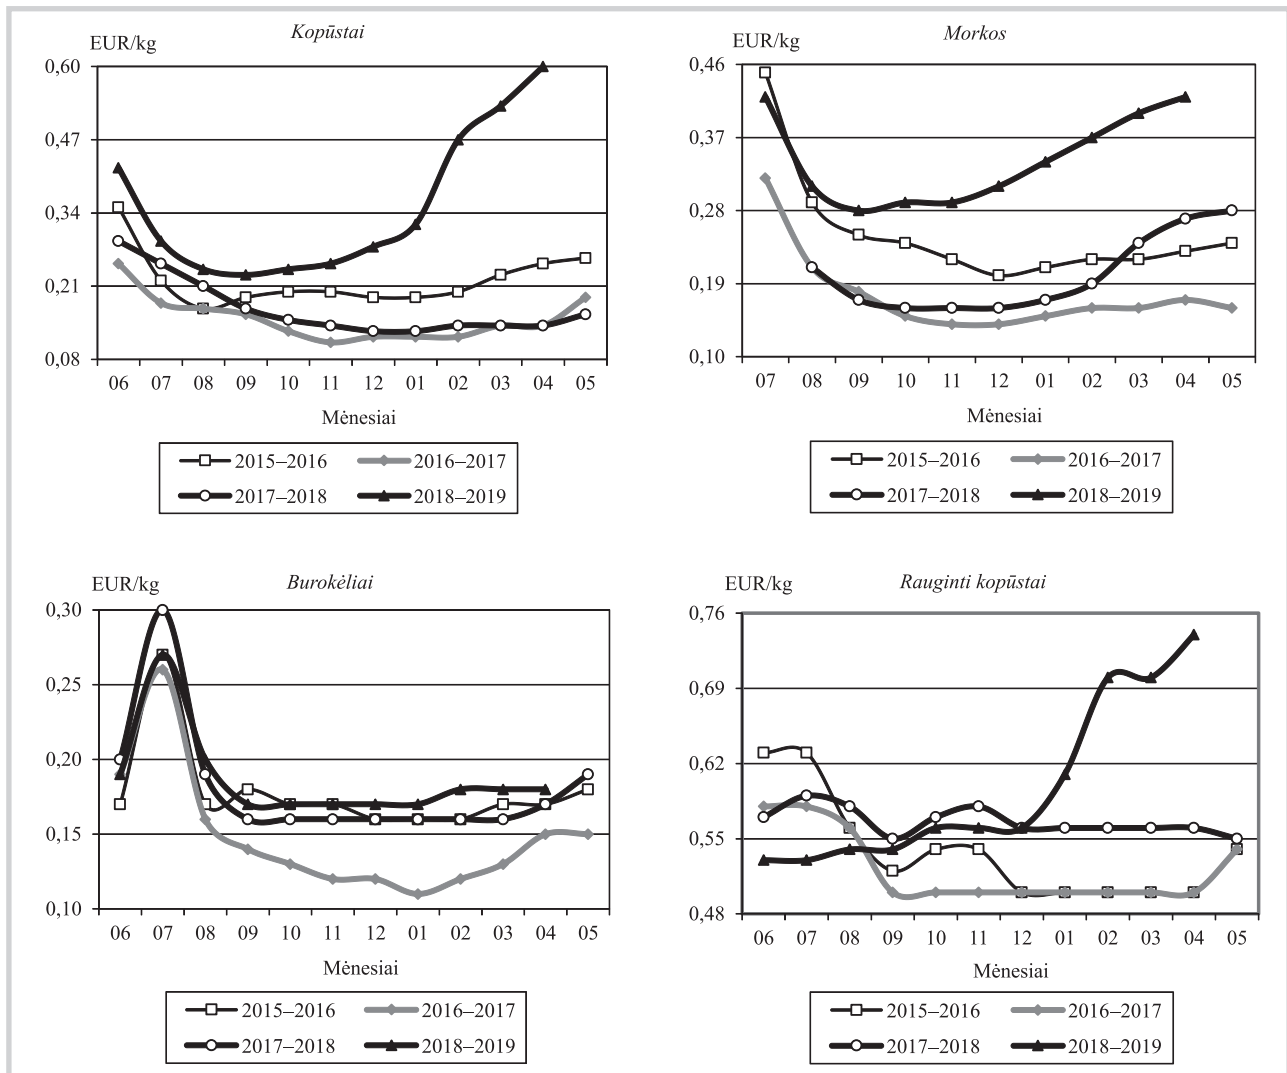 Kopūstai
EUR/kg
0,60
0,47
0,34
0,21
0,08
06 07 08 09 10 11 12 01 02 03 04 05
Mėnesiai
2015–2016 2016–2017
2017–2018 2018–2019
Morkos
EUR/kg
0,46
0,37
0,28
0,19
0,10
07 08 09 10 11 12 01 02 03 04 05
Mėnesiai
2015–2016 2016–2017
2017–2018 2018–2019
Burokėliai
EUR/kg
0,30
0,25
0,20
0,15
0,10
06 07 08 09 10 11 12 01 02 03 04 05
Mėnesiai
2015–2016 2016–2017
2017–2018 2018–2019
Rauginti kopūstai
EUR/kg
0,76
0,69
0,62
0,55
0,48
06 07 08 09 10 11 12 01 02 03 04 05
Mėnesiai
2015–2016 2016–2017
2017–2018 2018–2019